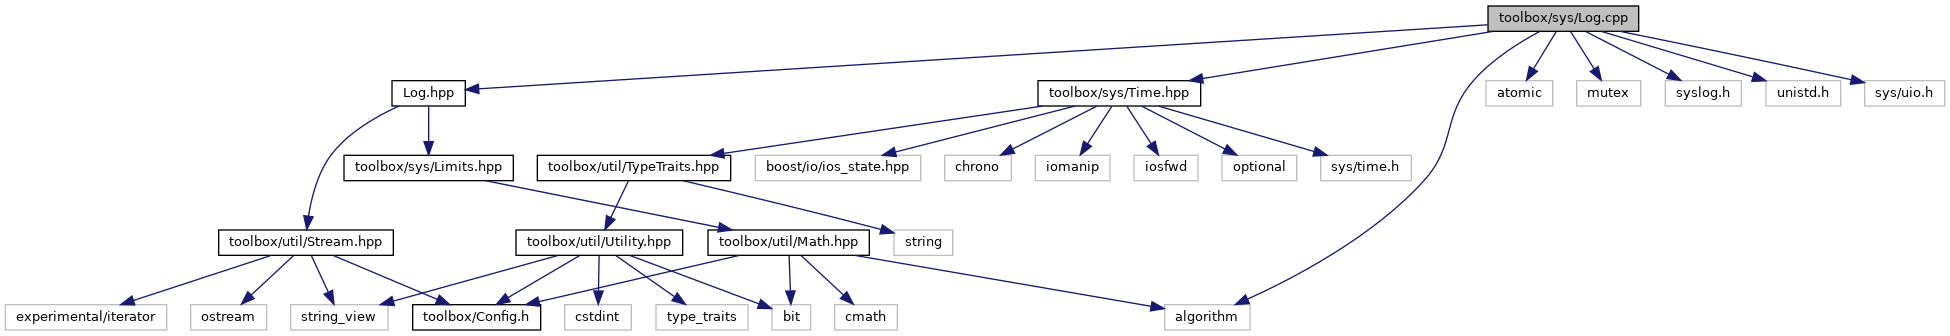 toolbox/sys/Log.cpp
Log.hpp
toolbox/sys/Time.hpp
atomic
mutex
syslog.h
unistd.h
sys/uio.h
toolbox/sys/Limits.hpp
toolbox/util/TypeTraits.hpp
boost/io/ios_state.hpp
chrono
iomanip
iosfwd
optional
sys/time.h
toolbox/util/Stream.hpp
toolbox/util/Utility.hpp
toolbox/util/Math.hpp
string
experimental/iterator
ostream
string_view
toolbox/Config.h
cstdint
type_traits
bit
cmath
algorithm